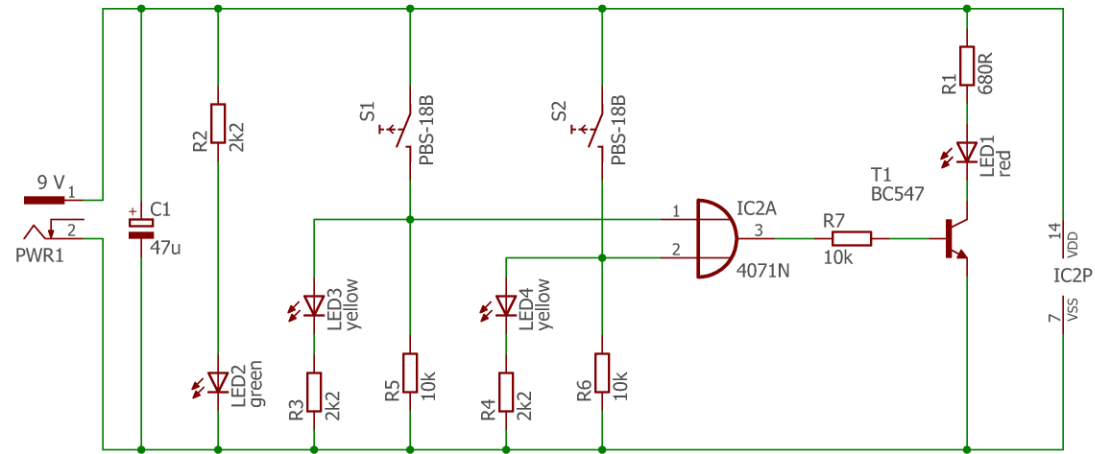 9 V
1
2
PWR1
+
C1
47u
R2
2k2
LED2
green
S1
PBS-18B
LED3
yellow
R3
2k2
R5
10k
S2
PBS-18B
LED4
yellow
R4
2k2
R6
10k
1
2
3
IC2A
4071N
R7
10k
T1
BC547
R1
680R
LED1
red
14
VDD
IC2P
7
VSS